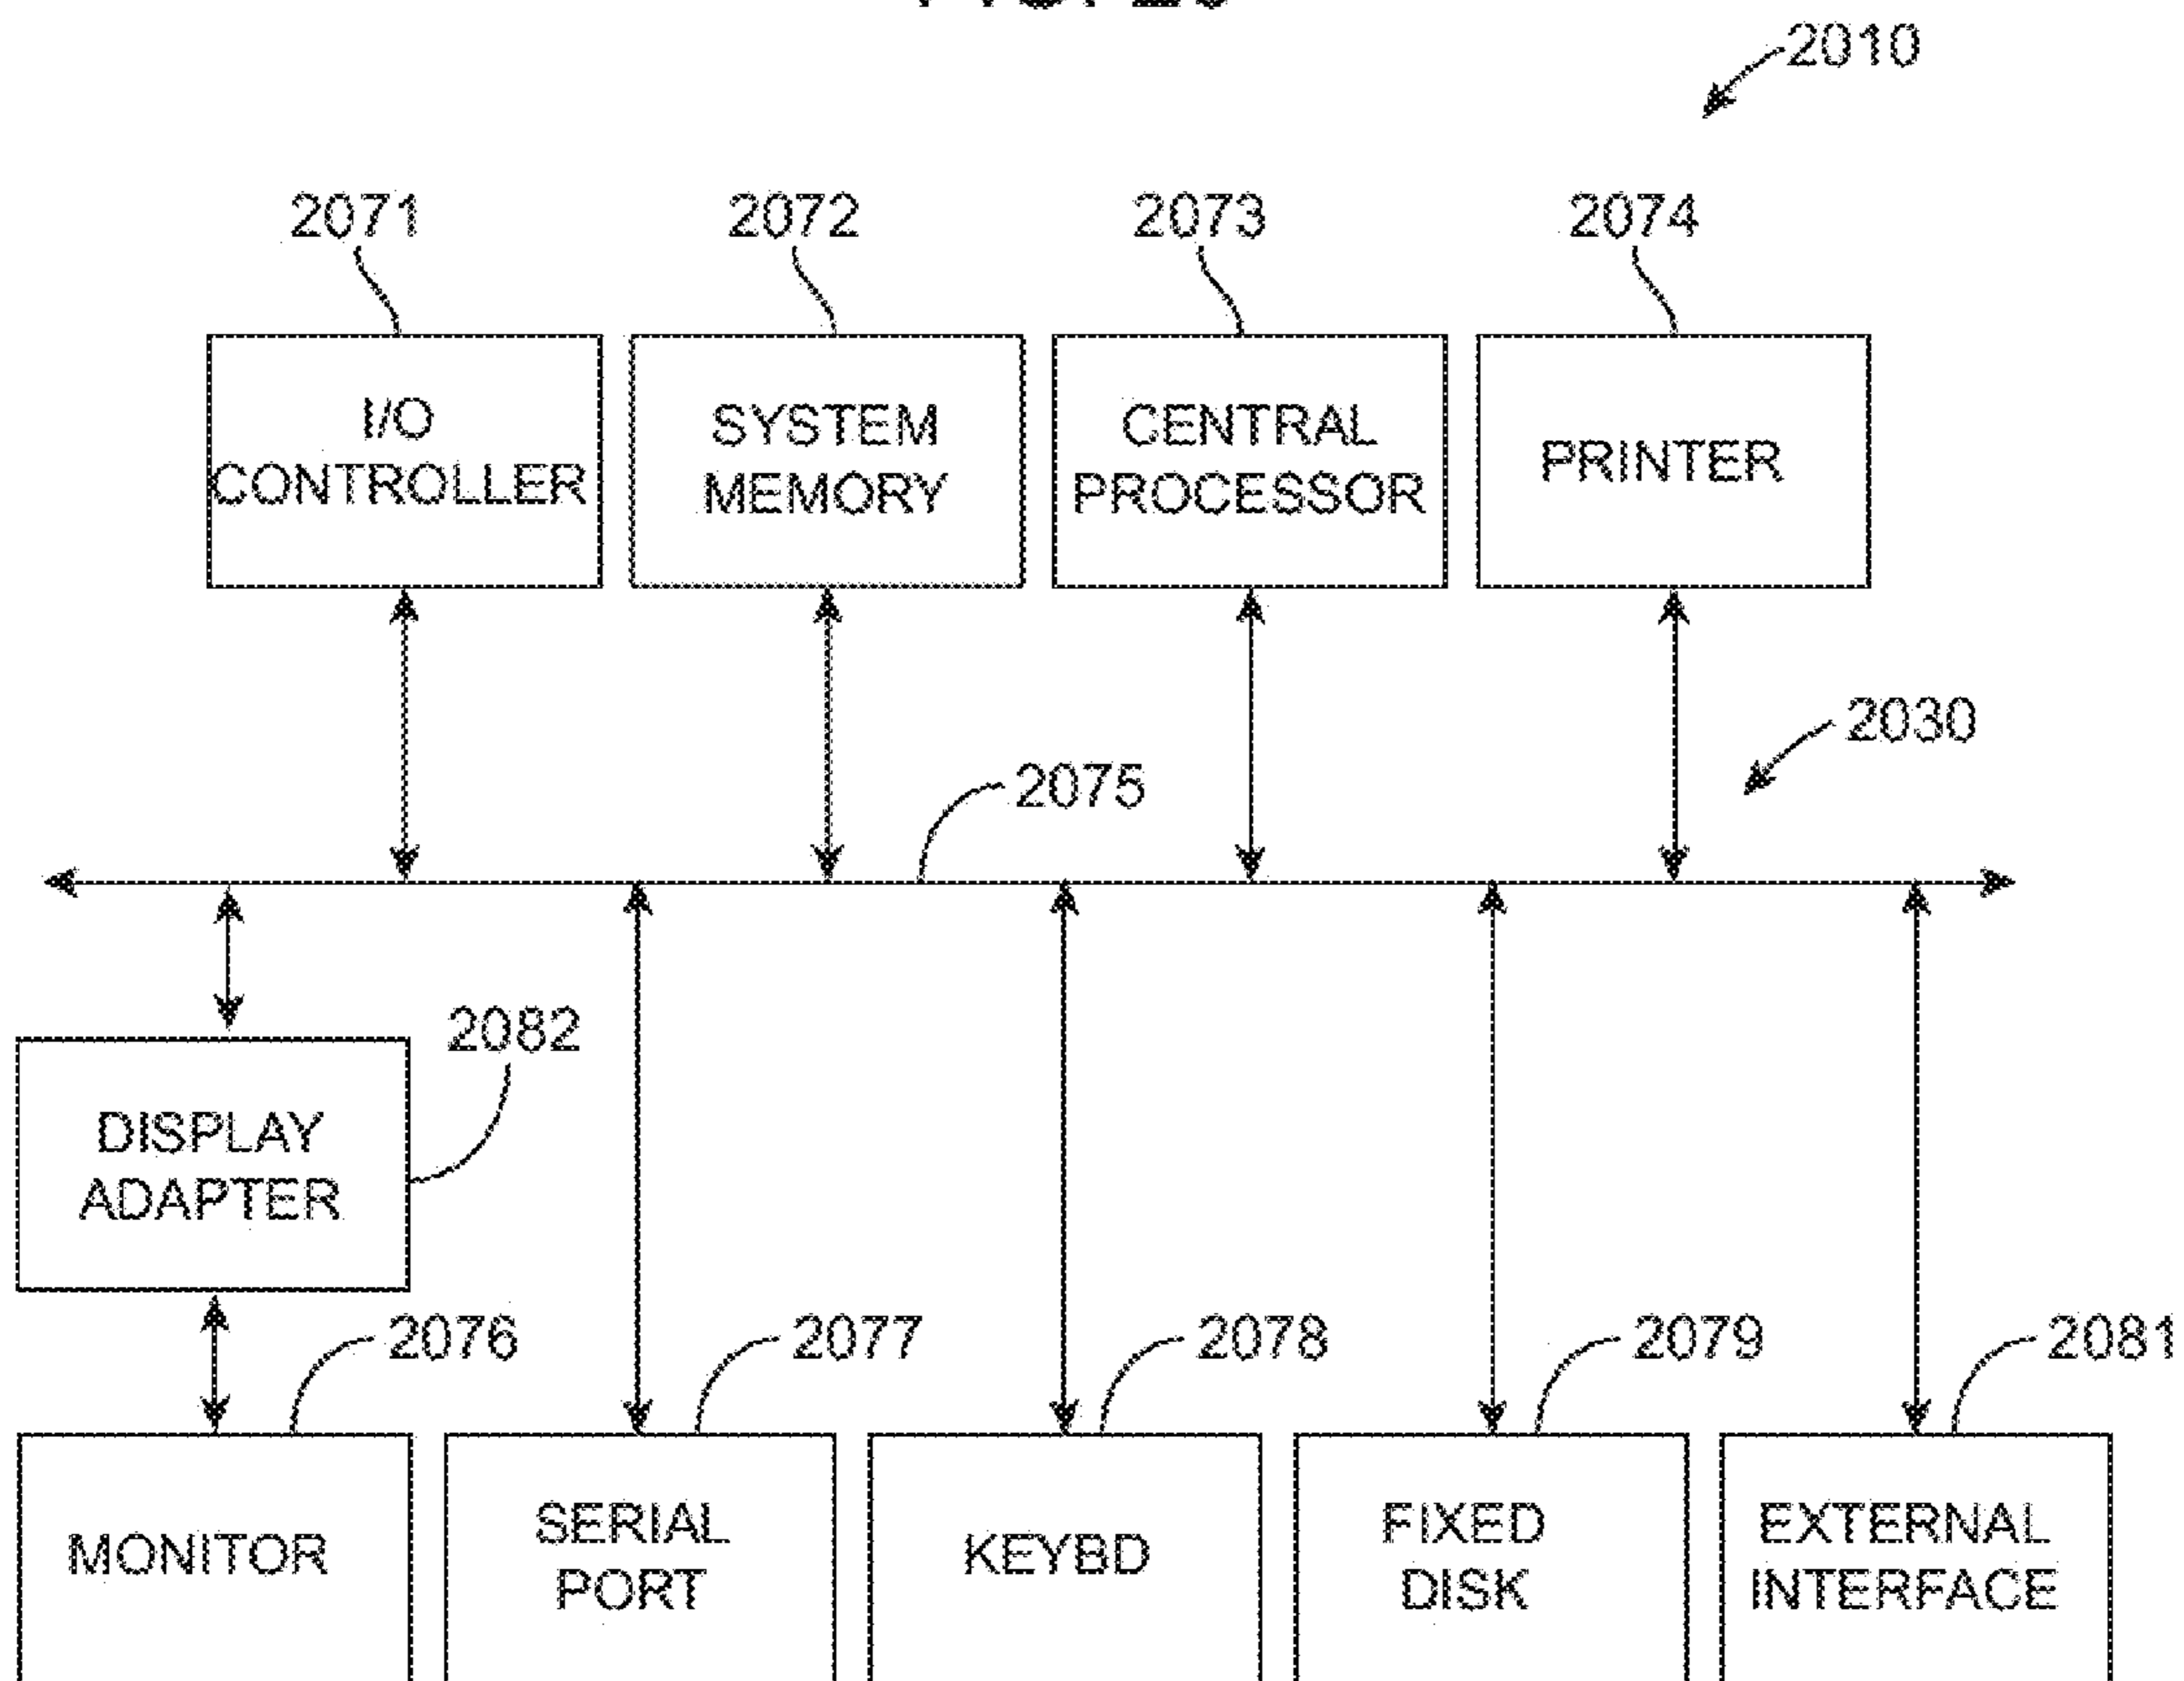 2010
2071
2072
2073
2074
I/O
CONTROLLER
SYSTEM
MEMORY
CENTRAL
PROCESSOR
PRINTER
2030
2075
2082
DISPLAY
ADAPTER
2076
2077
2078
2079
2081
MONITOR
SERIAL
PORT
KEYBD
FIXED
DISK
EXTERNAL
INTERFACE